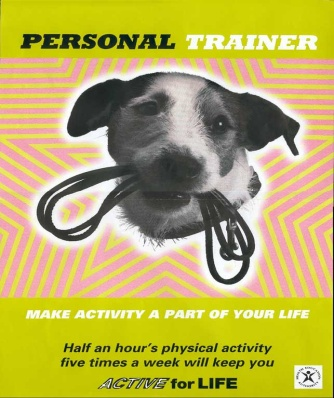 PERSONAL TRAINER
MAKE ACTIVITY A PART OF YOUR LIFE
Half an hour's physical activity
five times a week will keep you
ACTIVE for LIFE